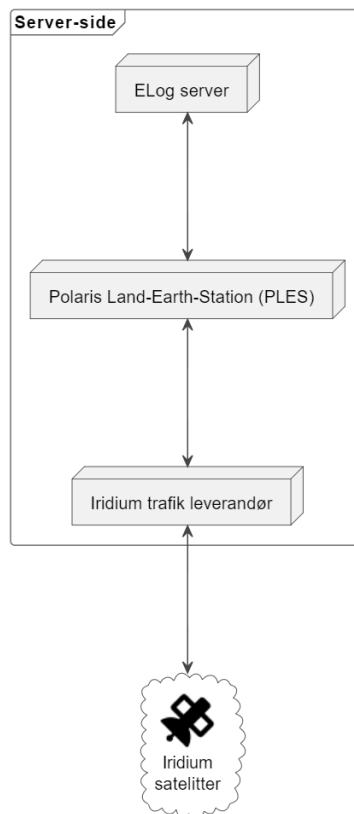 Server-side
ELog server
Polaris Land-Earth-Station (PLES)
Iridium trafik leverandør
Iridium
satelitter